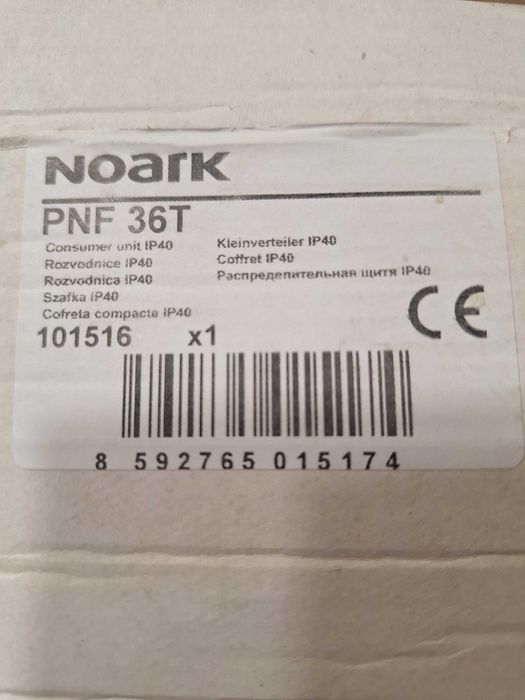 NOARK
PNF 36T
Consumer unit IP40
Rozvodnice IP40
Rozvodnica IP40
Szafka IP40
Cofreta compacte IP40
Kleinverteiler IP40
Coffret IP40
Распределительная щитя IP40
101516 x1
CE
8 592765 015174